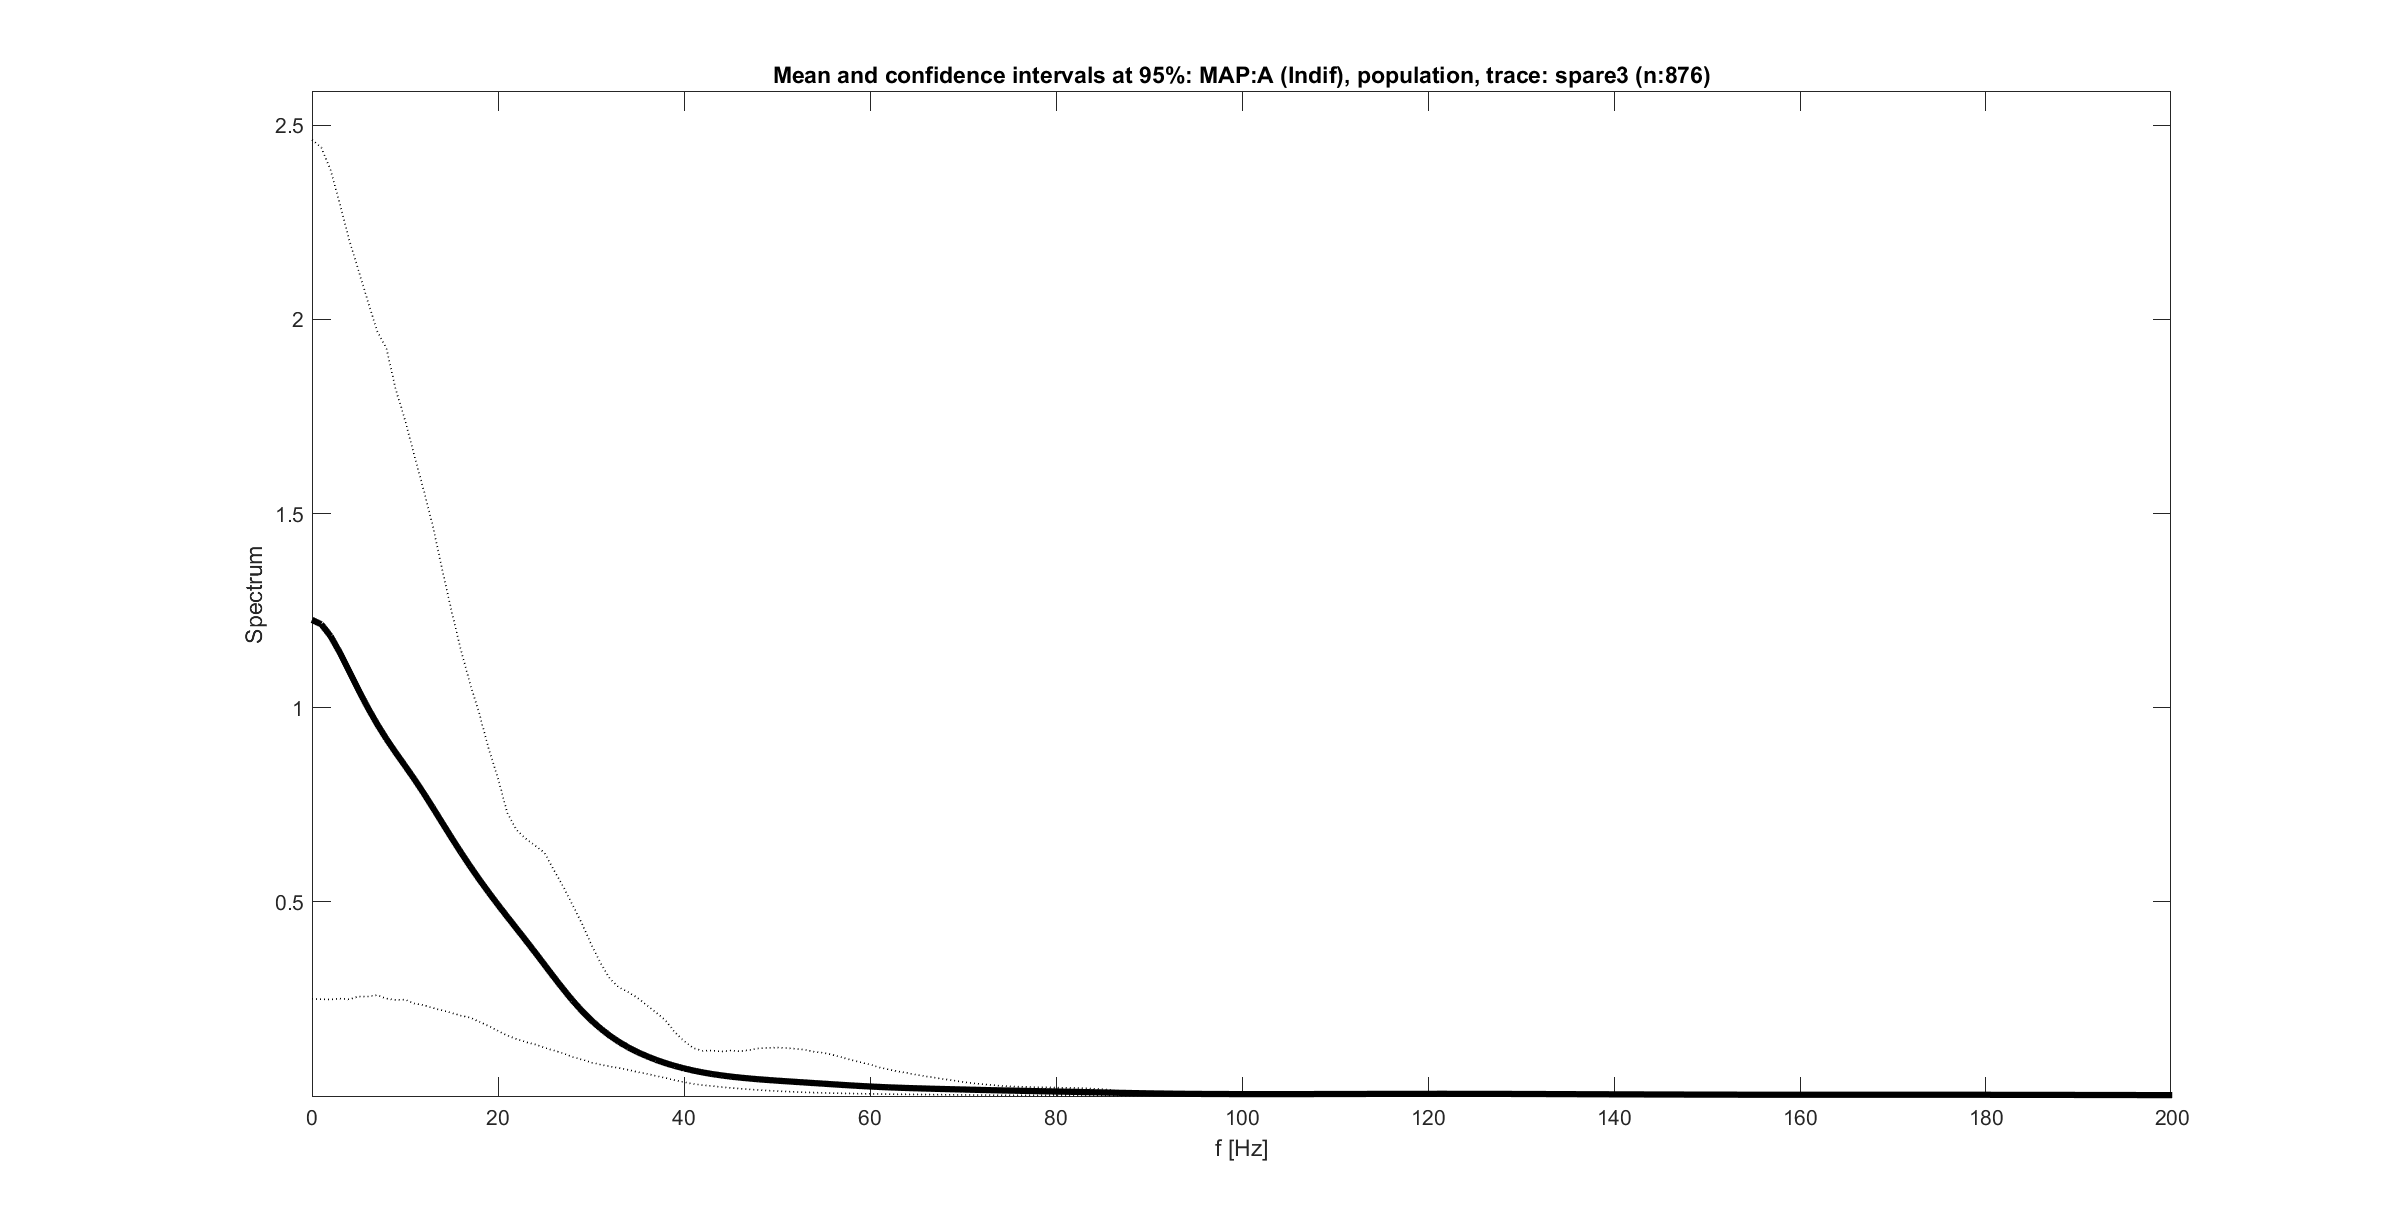 Mean and confidence intervals at 95%: MAP:A (Indif), population, trace: spare3 (n:876)
2.5
2
1.5
1
0.5
Spectrum
0 20 40 60 80 100 120 140 160 180 200
f [Hz]